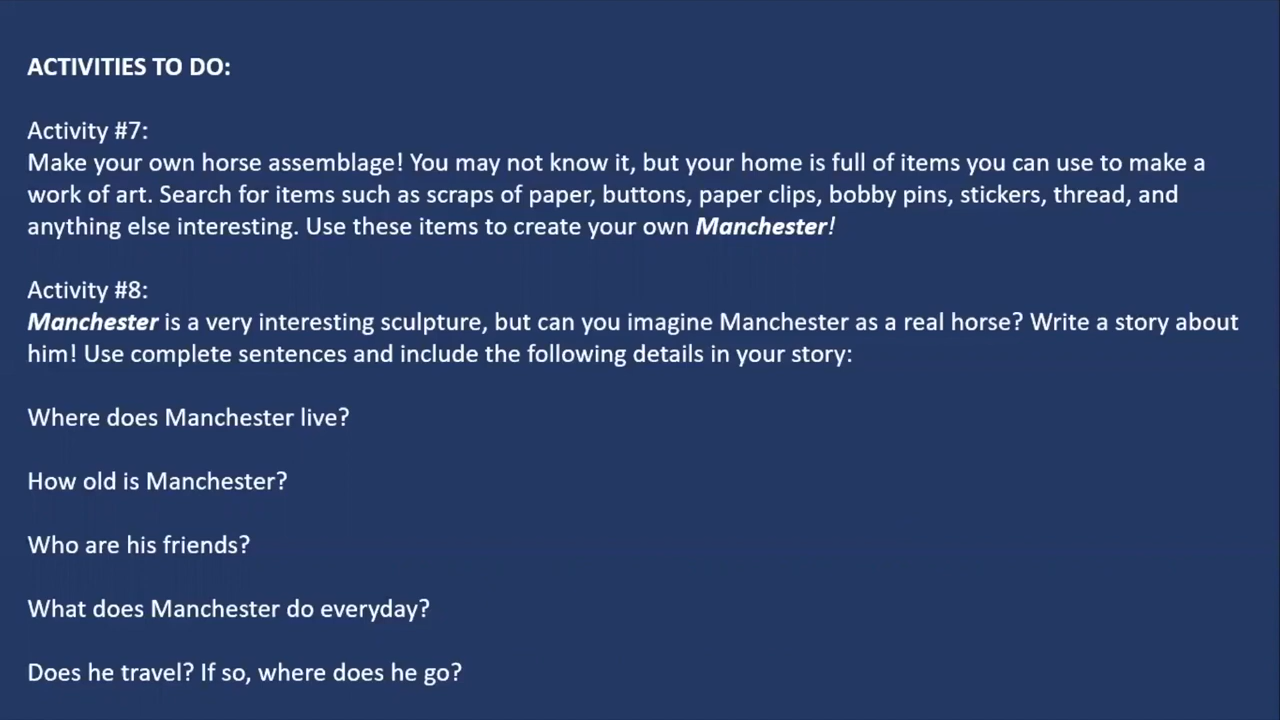 ACTIVITIES TO DO:
Activity #7:
Make your own horse assemblage! You may not know it, but your home is full of items you can use to make a
work of art. Search for items such as scraps of paper, buttons, paper clips, bobby pins, stickers, thread, and
anything else interesting. Use these items to create your own Manchester!
Activity #8:
Manchester is a very interesting sculpture, but can you imagine Manchester as a real horse? Write a story about
him! Use complete sentences and include the following details in your story:
Where does Manchester live?
How old is Manchester?
Who are his friends?
What does Manchester do everyday?
Does he travel? If so, where does he go?